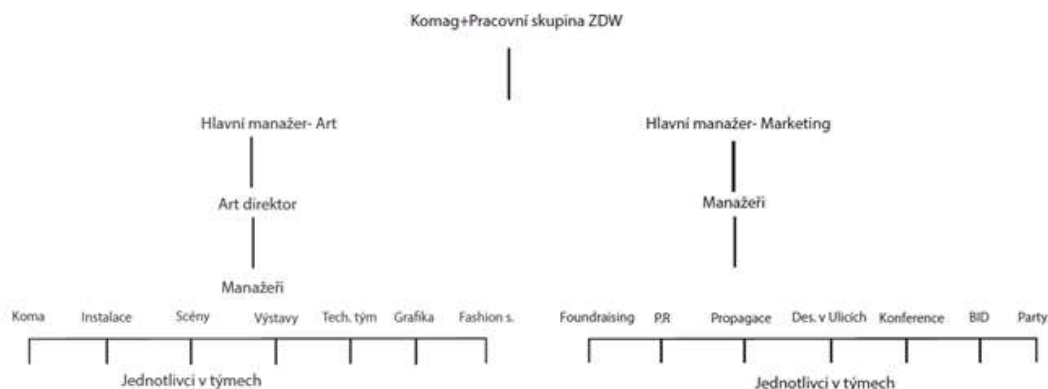 Komag+Pracovní skupina ZDW
Hlavní manažer- Art
Hlavní manažer- Marketing
Art direktor
Manažeři
Manažeři
Koma Instalace Scény Výstavy Tech. tým Grafika Fashion s.
Foundraising P.R Propagace Des. v Ulicích Konference BID Party
Jednotlivci v týmech
Jednotlivci v týmech